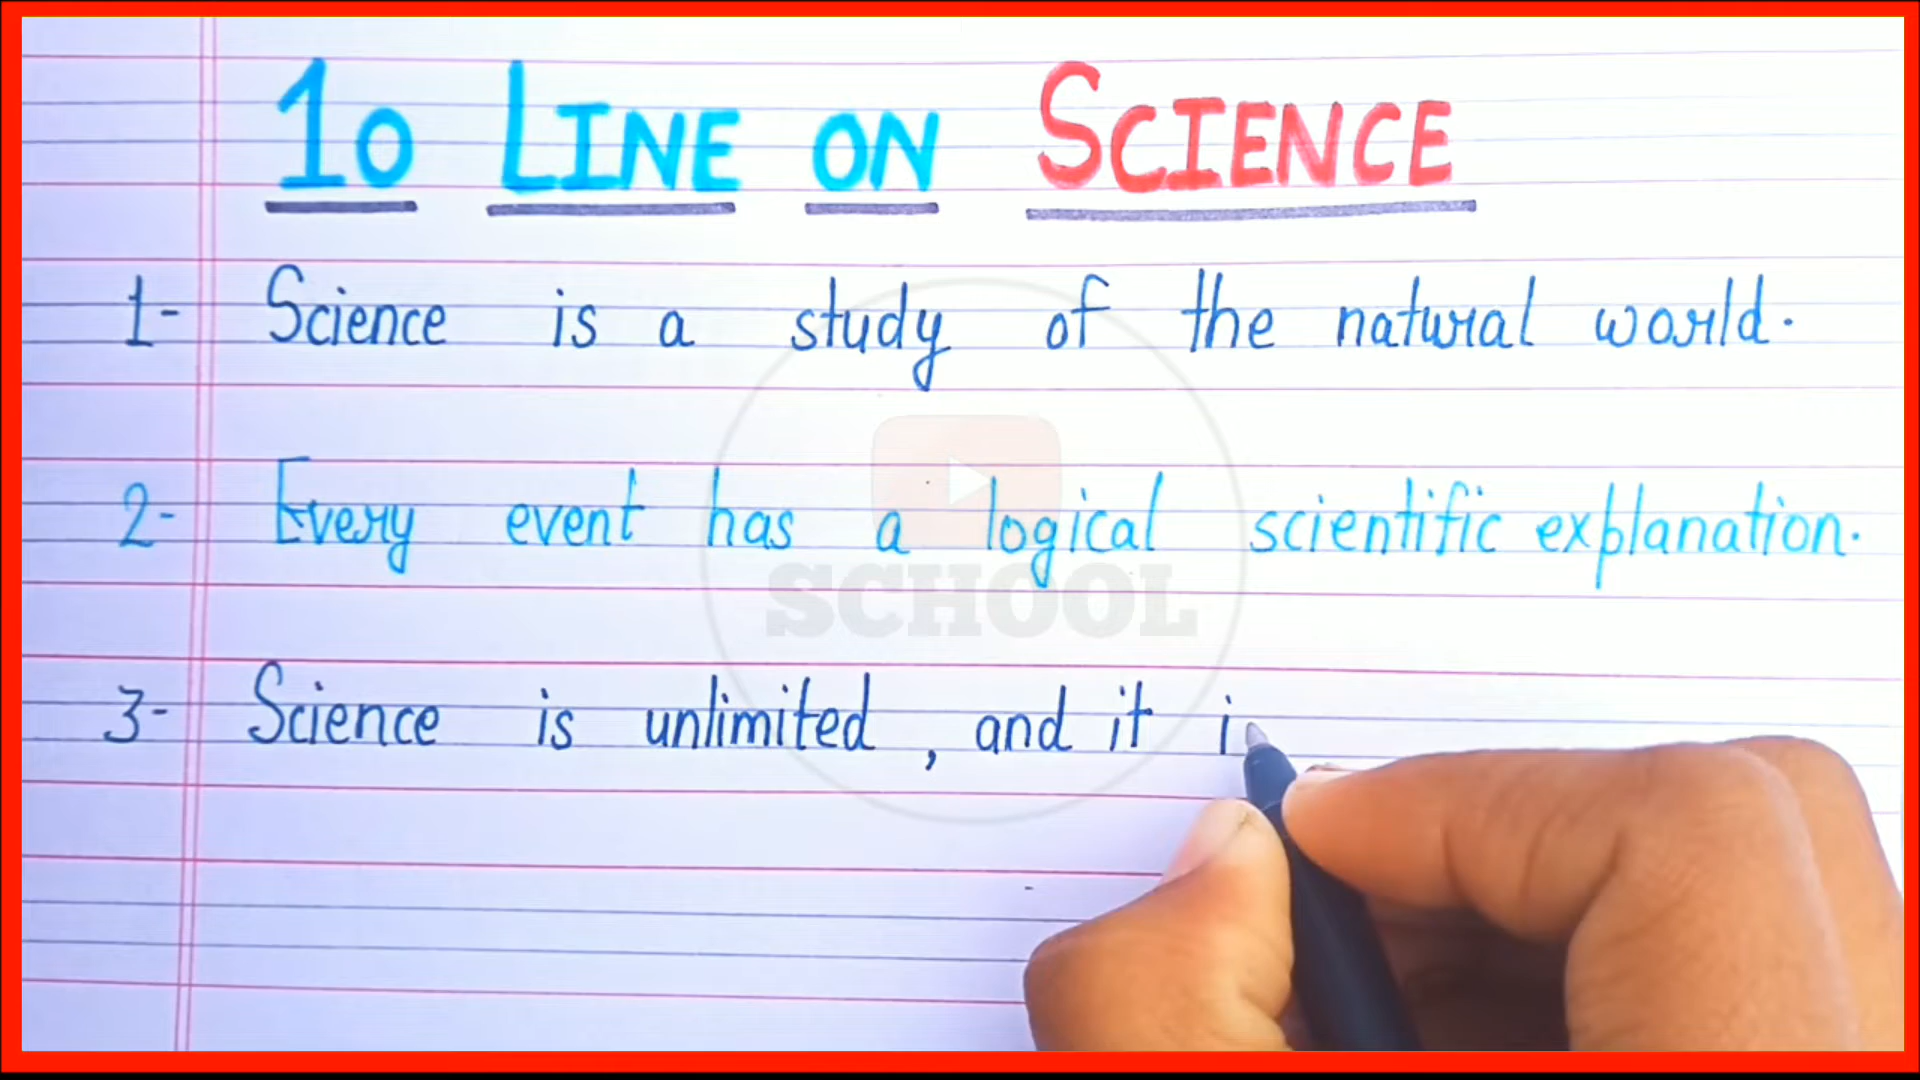 10 LINE ON SCIENCE
1- Science is a study of the natural world.
2- Every event has a logical scientific explanation.
SCHOOL
3- Science is unlimited, and it i